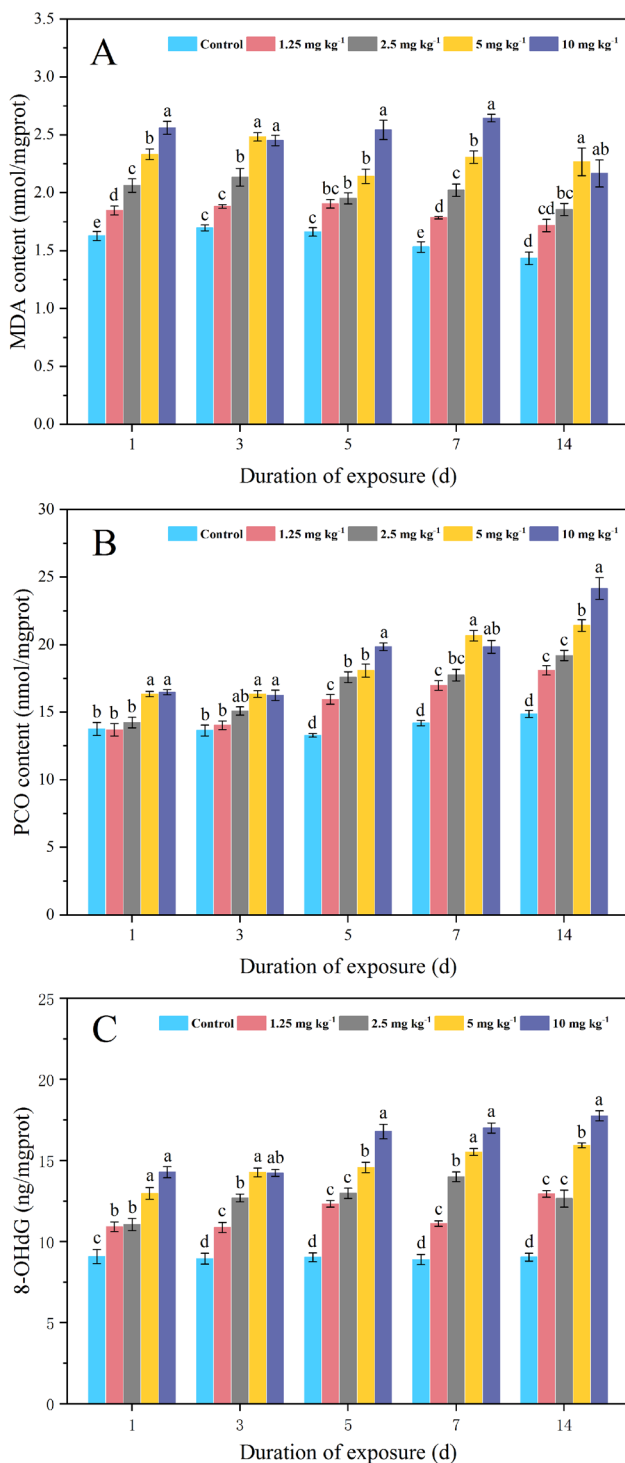 A
Control 1.25 mg kg⁻¹ 2.5 mg kg⁻¹ 5 mg kg⁻¹ 10 mg kg⁻¹
MDA content (nmol/mgprot)
3.5
3.0
2.5
2.0
1.5
1.0
0.5
0.0
e d c b a
c c b a a
c bc b b a
e d c b a
d cd bc a ab
1 3 5 7 14
Duration of exposure (d)
B
Control 1.25 mg kg⁻¹ 2.5 mg kg⁻¹ 5 mg kg⁻¹ 10 mg kg⁻¹
PCO content (nmol/mgprot)
30
25
20
15
10
5
0
b b b a a
b b ab a a
d c b b a
d c bc a ab
d c c b a
1 3 5 7 14
Duration of exposure (d)
C
Control 1.25 mg kg⁻¹ 2.5 mg kg⁻¹ 5 mg kg⁻¹ 10 mg kg⁻¹
8-OHdG (ng/mgprot)
25
20
15
10
5
0
c b b a a
d c b a ab
d c c b a
d c b a a
d c c b a
1 3 5 7 14
Duration of exposure (d)